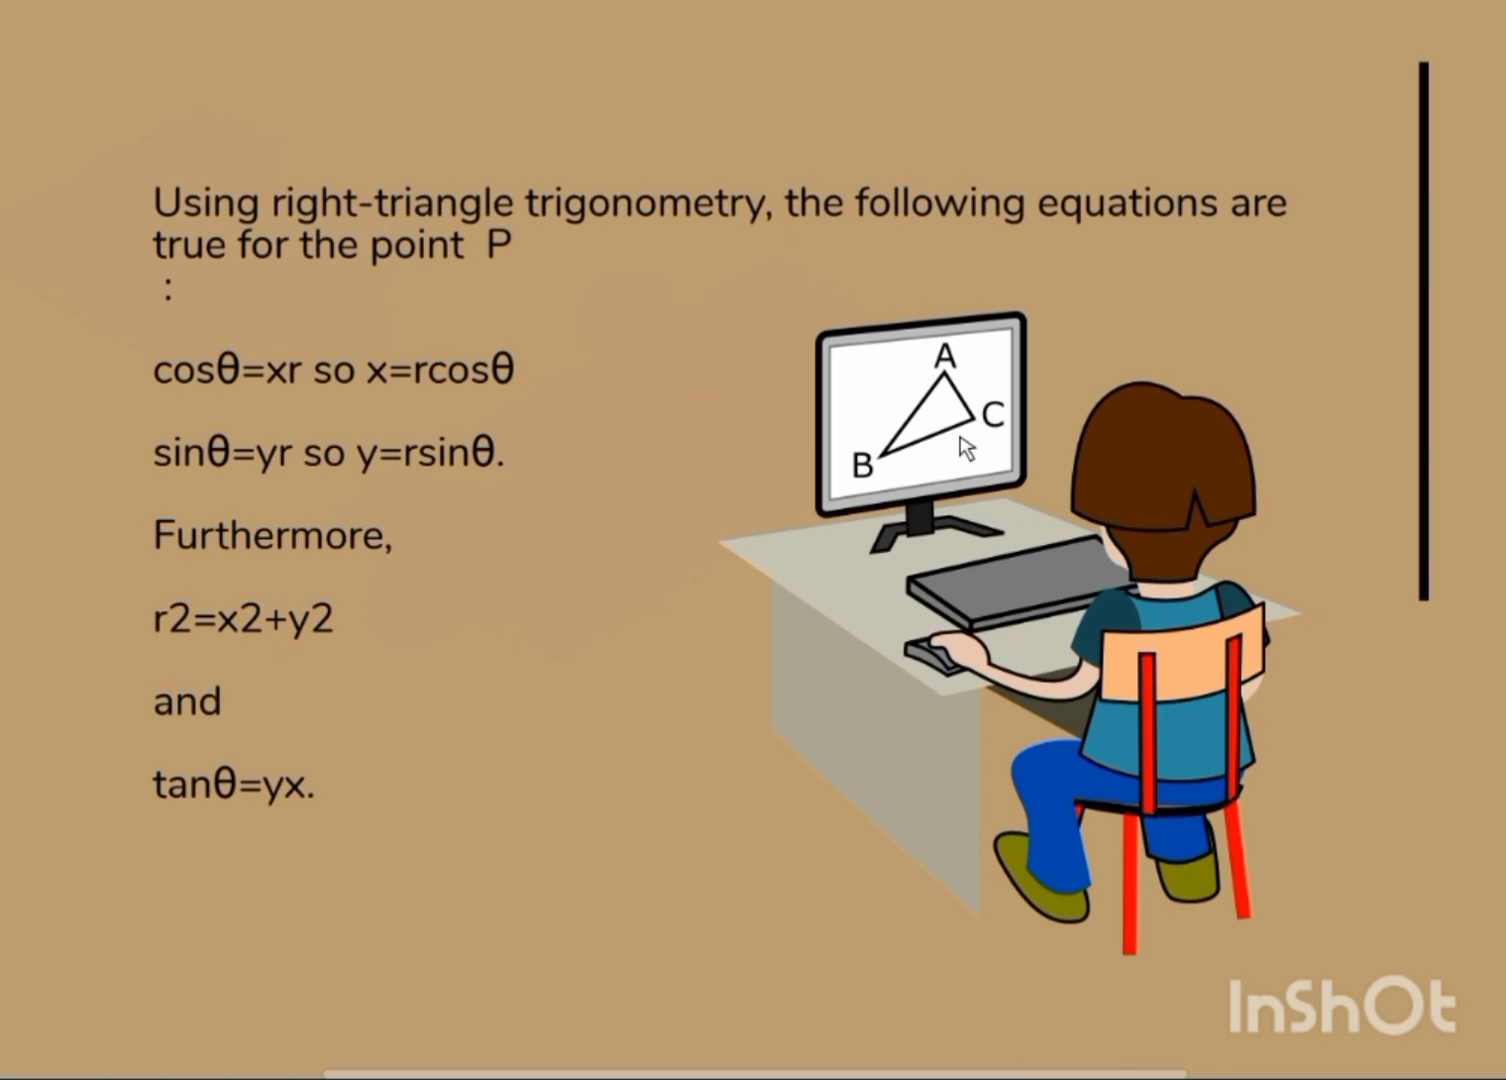 Using right-triangle trigonometry, the following equations are
true for the point P
:
cosθ=xr so x=rcosθ
sinθ=yr so y=rsinθ.
Furthermore,
r2=x2+y2
and
tanθ=yx.
A
C
B
InShOt